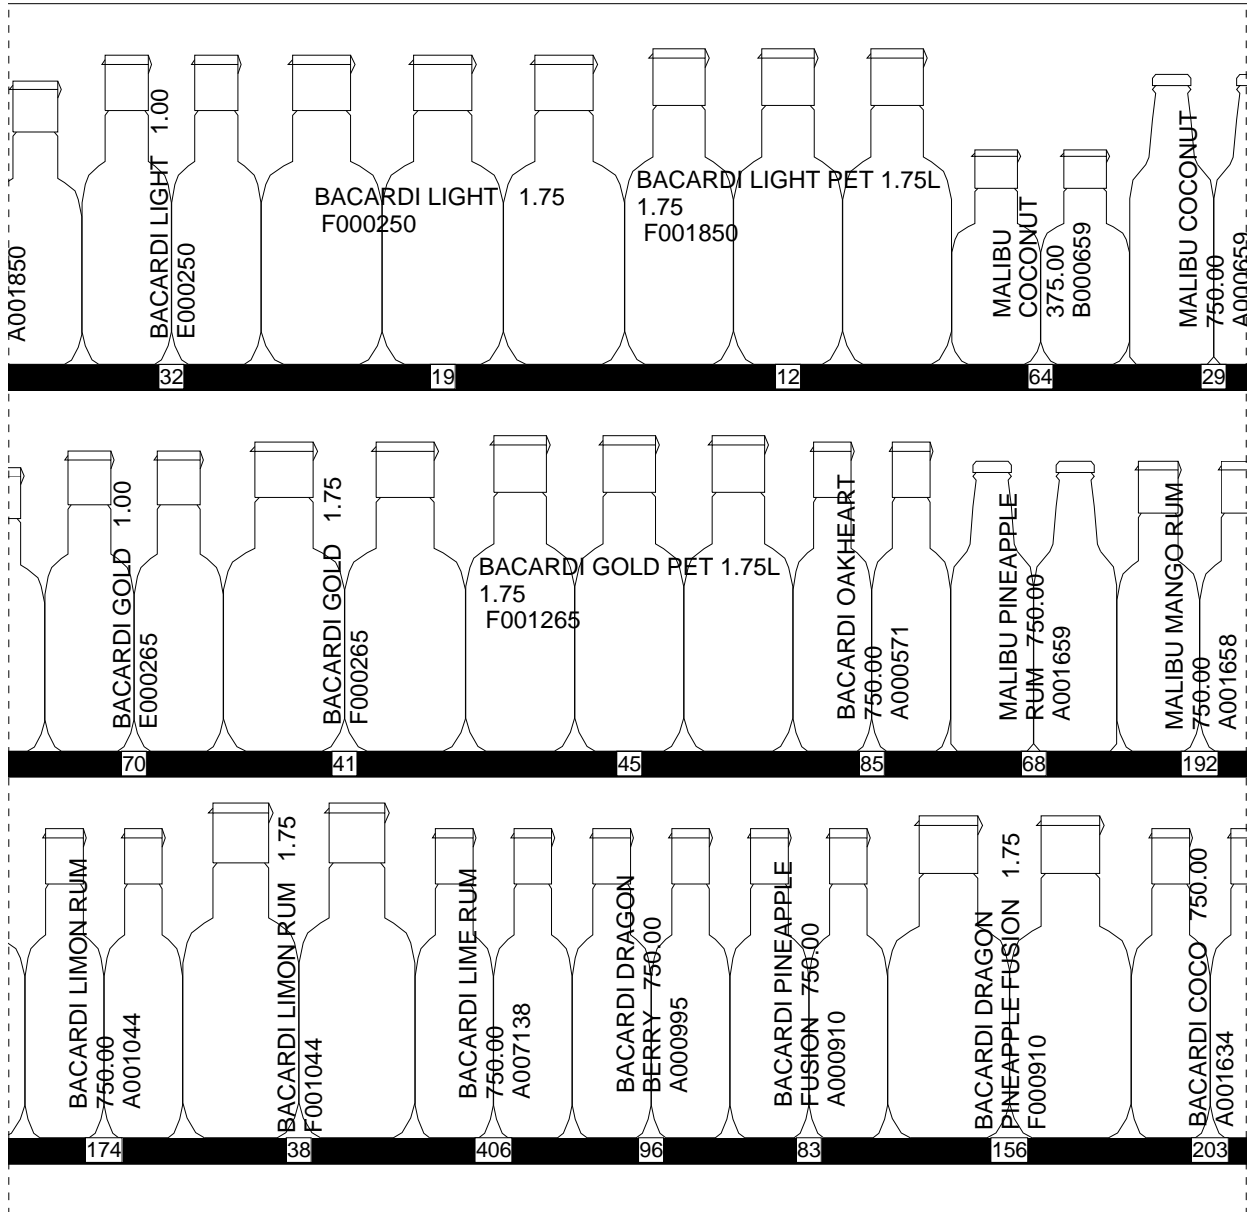 A001850
BACARDI LIGHT 1.00
E000250
BACARDI LIGHT 1.75
F000250
BACARDI LIGHT PET 1.75L
1.75
F001850
MALIBU
COCONUT
375.00
B000659
MALIBU COCONUT
750.00
A000659
32
19
12
64
29
BACARDI GOLD 1.00
E000265
BACARDI GOLD 1.75
F000265
BACARDI GOLD PET 1.75L
1.75
F001265
BACARDI OAKHEART
750.00
A000571
MALIBU PINEAPPLE
RUM 750.00
A001659
MALIBU MANGO RUM
750.00
A001658
70
41
45
85
68
192
BACARDI LIMON RUM
750.00
A001044
BACARDI LIMON RUM 1.75
F001044
BACARDI LIME RUM
750.00
A007138
BACARDI DRAGON
BERRY 750.00
A000995
BACARDI PINEAPPLE
FUSION 750.00
A000910
BACARDI DRAGON
PINEAPPLE FUSION 1.75
F000910
BACARDI COCO 750.00
A001634
174
38
406
96
83
156
203